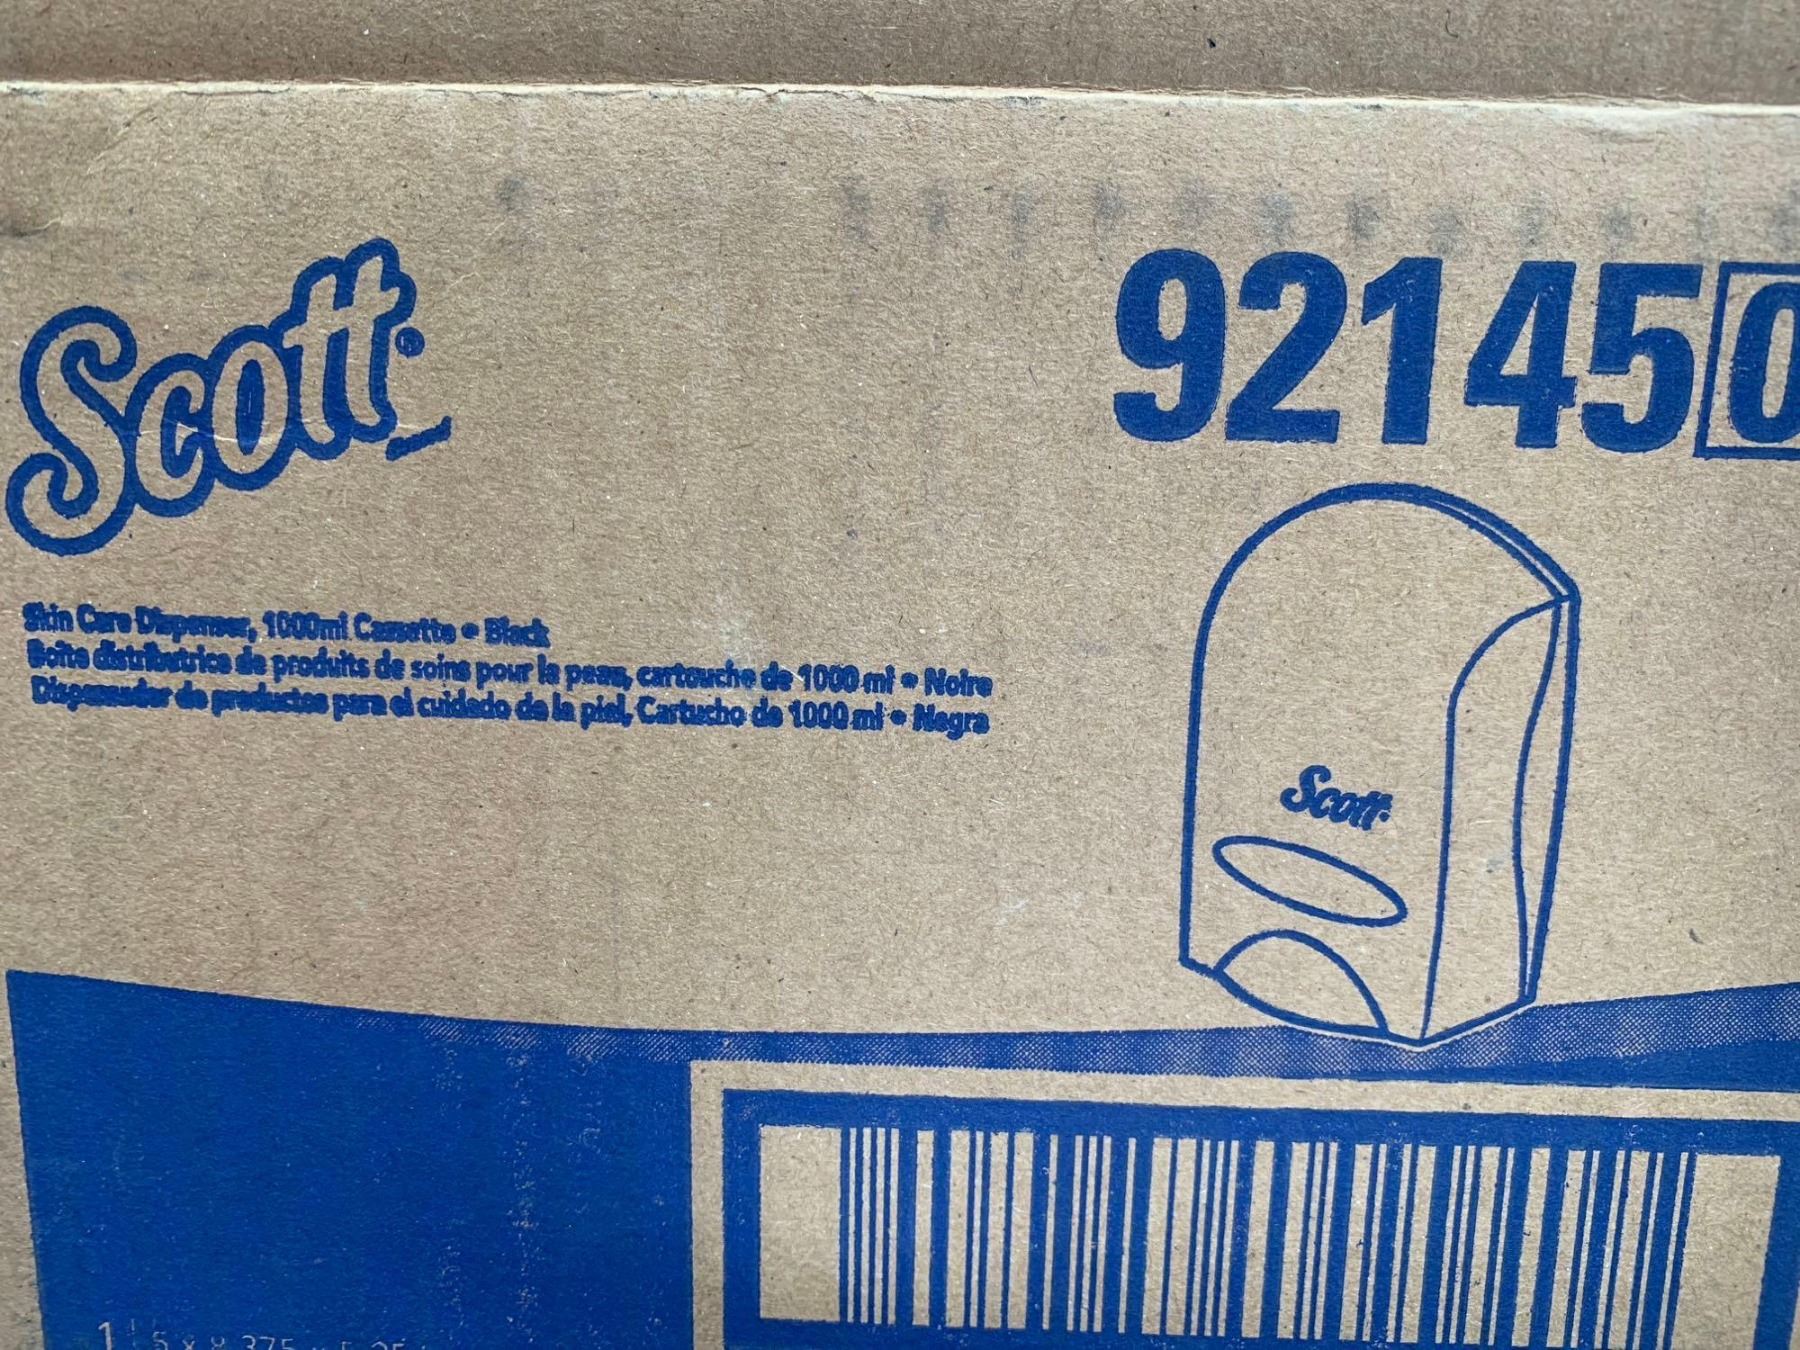 Scott®
921450
Skin Care Dispenser, 1000ml Cassette • Black
Boîte distributrice de produits de soins pour la peau, cartouche de 1000 ml • Noire
Dispensador de productos para el cuidado de la piel, Cartucho de 1000 ml • Negra
Scott